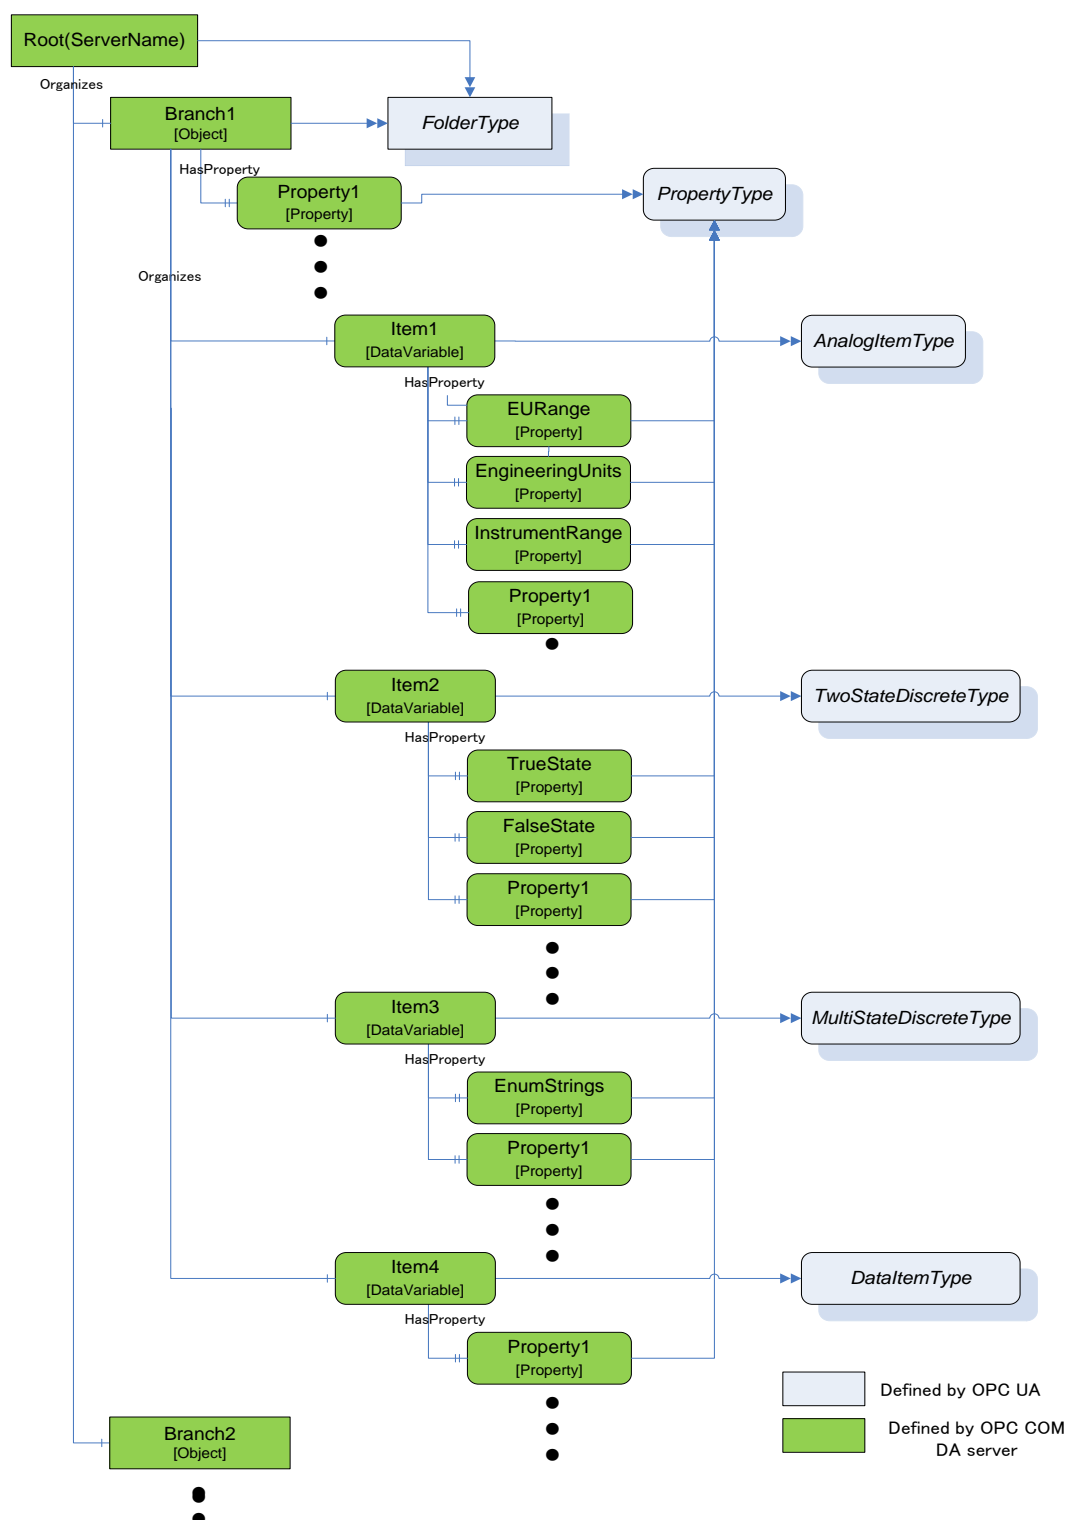 Root(ServerName)
Organizes
Branch1
[Object]
FolderType
HasProperty
Property1
[Property]
PropertyType
Organizes
Item1
[DataVariable]
AnalogItemType
HasProperty
EURange
[Property]
EngineeringUnits
[Property]
InstrumentRange
[Property]
Property1
[Property]
Item2
[DataVariable]
TwoStateDiscreteType
HasProperty
TrueState
[Property]
FalseState
[Property]
Property1
[Property]
Item3
[DataVariable]
MultiStateDiscreteType
HasProperty
EnumStrings
[Property]
Property1
[Property]
Item4
[DataVariable]
DataItemType
HasProperty
Property1
[Property]
Defined by OPC UA
Defined by OPC COM
DA server
Branch2
[Object]